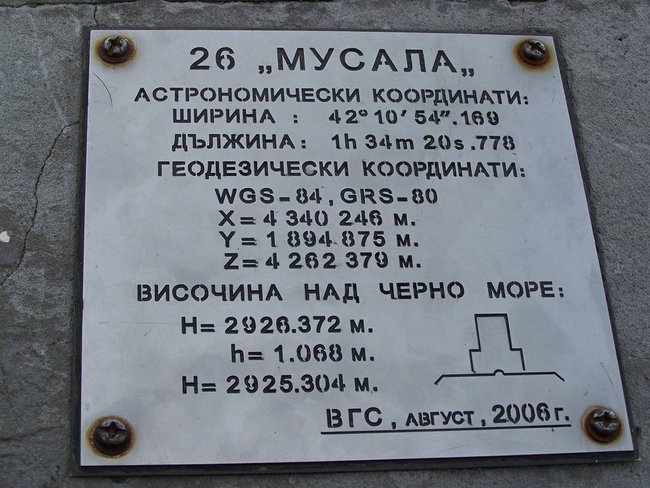 26 „МУСАЛА„
АСТРОНОМИЧЕСКИ КООРДИНАТИ:
ШИРИНА : 42° 10' 54".169
ДЪЛЖИНА: 1h 34m 20s.778
ГЕОДЕЗИЧЕСКИ КООРДИНАТИ:
WGS-84, GRS-80
X= 4 340 246 м.
Y= 1 894 875 м.
Z= 4 262 379 м.
ВИСОЧИНА НАД ЧЕРНО МОРЕ:
H= 2926.372 м.
h= 1.068 м.
H= 2925.304 м.
ВГС, АВГУСТ, 2006 г.